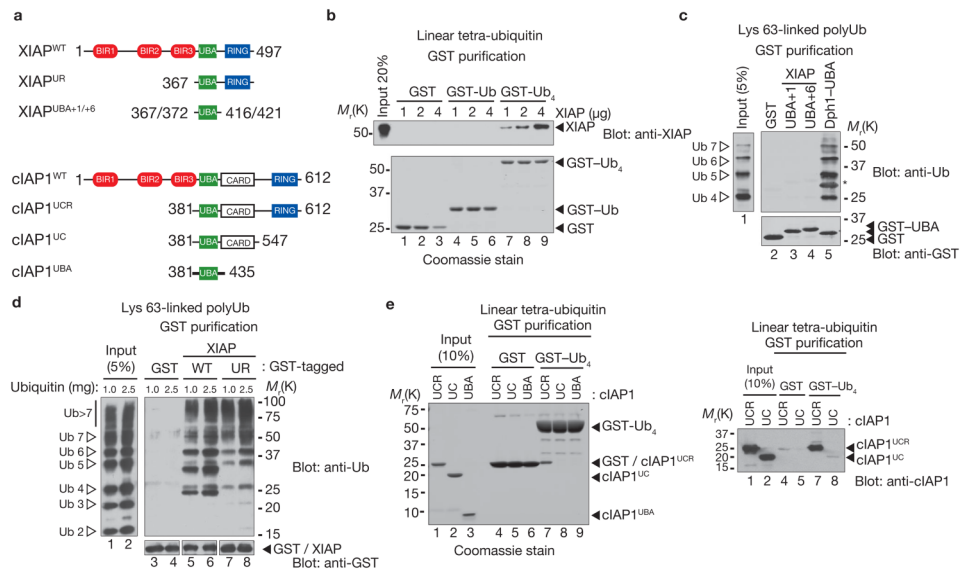 a
XIAP^WT 1 BIR1 BIR2 BIR3 UBA RING 497
XIAP^UR 367 UBA RING
XIAP^UBA+1/+6 367/372 UBA 416/421
cIAP1^WT 1 BIR1 BIR2 BIR3 UBA CARD RING 612
cIAP1^UCR 381 UBA CARD RING 612
cIAP1^UC 381 UBA CARD 547
cIAP1^UBA 381 UBA 435
b
Linear tetra-ubiquitin
GST purification
Input 20%
GST GST–Ub GST–Ub4
Mr(K) 1 2 4 1 2 4 1 2 4 XIAP (µg)
50 XIAP Blot: anti-XIAP
50 GST–Ub4
37
GST–Ub
25 GST
1 2 3 4 5 6 7 8 9
Coomassie stain
c
Lys 63-linked polyUb
GST purification
XIAP
Input (5%) GST UBA+1 UBA+6 Dph1–UBA
Mr(K)
Ub 7 50
Ub 6
37 Blot: anti-Ub
Ub 5
*
Ub 4 25
1
37
GST–UBA
25 GST
2 3 4 5 Blot: anti-GST
d
Lys 63-linked polyUb
GST purification
Input (5%) XIAP
GST WT UR : GST-tagged
Ubiquitin (mg): 1.0 2.5 1.0 2.5 1.0 2.5 1.0 2.5 Mr(K)
100
Ub>7 75
Ub 7 50
Ub 6 37
Ub 5 Blot: anti-Ub
Ub 4 25
Ub 3 20
Ub 2 15
1 2
GST / XIAP
3 4 5 6 7 8 Blot: anti-GST
e
Linear tetra-ubiquitin
GST purification
Input (10%) GST GST–Ub4
Mr(K) UCR UC UBA UCR UC UBA UCR UC UBA : cIAP1
75
50 GST-Ub4
37
25 GST / cIAP1^UCR
20 cIAP1^UC
15
10 cIAP1^UBA
1 2 3 4 5 6 7 8 9
Coomassie stain
Linear tetra-ubiquitin
GST purification
Input (10%) GST GST–Ub4
Mr(K) UCR UC UCR UC UCR UC : cIAP1
37
25 cIAP1^UCR
20 cIAP1^UC
15
1 2 4 5 7 8 Blot: anti-cIAP1